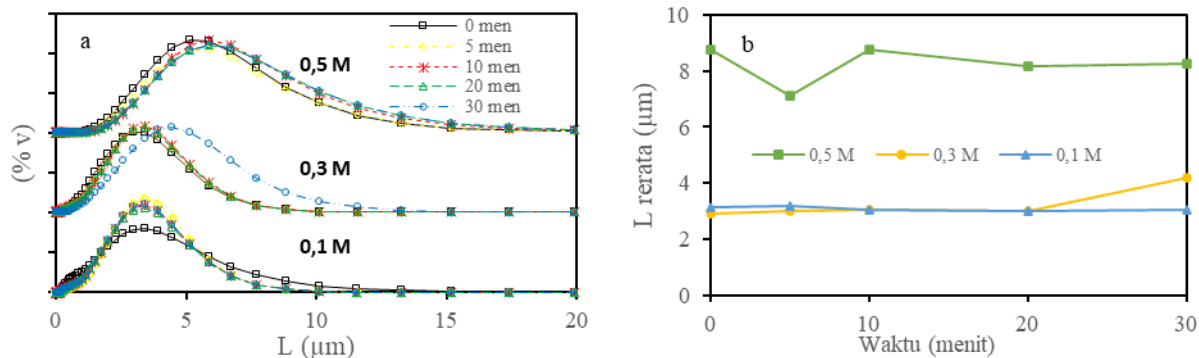 a
0 men
5 men
10 men
20 men
30 men
0,5 M
0,3 M
0,1 M
(% v)
0 5 10 15 20
L (µm)
b
10
8
6
4
2
0
L rerata (µm)
0,5 M 0,3 M 0,1 M
0 10 20 30
Waktu (menit)